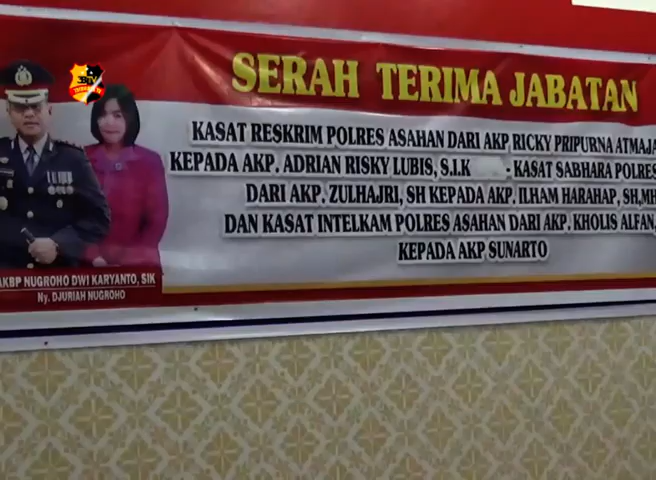 SERAH TERIMA JABATAN
KASAT RESKRIM POLRES ASAHAN DARI AKP RICKY PRIPURNA ATMAJA
KEPADA AKP. ADRIAN RISKY LUBIS, S.I.K - KASAT SABHARA POLRES
DARI AKP. ZULHAJRI, SH KEPADA AKP. ILHAM HARAHAP, SH,MH
DAN KASAT INTELKAM POLRES ASAHAN DARI AKP. KHOLIS ALFAN,
KEPADA AKP SUNARTO
AKBP NUGROHO DWI KARYANTO, SIK
Ny. DJURIAH NUGROHO